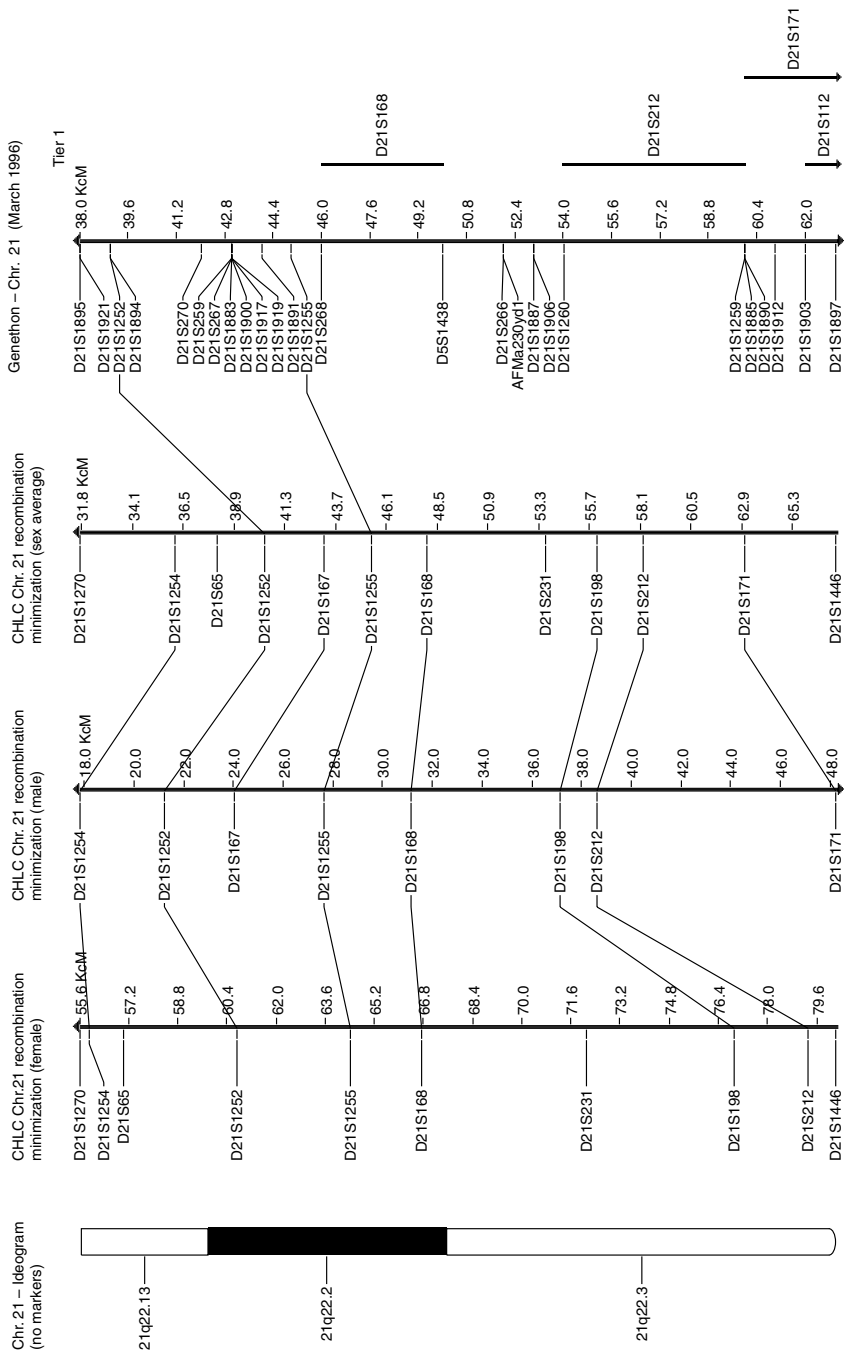 Chr. 21 – Ideogram
(no markers)
21q22.13
21q22.2
21q22.3
CHLC Chr.21 recombination
minimization (female)
D21S1270
D21S1254
D21S65
D21S1252
D21S1255
D21S168
D21S231
D21S198
D21S212
D21S1446
55.6 KcM
57.2
58.8
60.4
62.0
63.6
65.2
66.8
68.4
70.0
71.6
73.2
74.8
76.4
78.0
79.6
CHLC Chr. 21 recombination
minimization (male)
D21S1254
D21S1252
D21S167
D21S1255
D21S168
D21S198
D21S212
D21S171
18.0 KcM
20.0
22.0
24.0
26.0
28.0
30.0
32.0
34.0
36.0
38.0
40.0
42.0
44.0
46.0
48.0
CHLC Chr. 21 recombination
minimization (sex average)
D21S1270
D21S1254
D21S65
D21S1252
D21S167
D21S1255
D21S168
D21S231
D21S198
D21S212
D21S171
D21S1446
31.8 KcM
34.1
36.5
38.9
41.3
43.7
46.1
48.5
50.9
53.3
55.7
58.1
60.5
62.9
65.3
Genethon – Chr. 21 (March 1996)
D21S1895
D21S1921
D21S1252
D21S1894
D21S270
D21S259
D21S267
D21S1883
D21S1900
D21S1917
D21S1919
D21S1891
D21S1255
D21S268
D5S1438
D21S266
AFMa230yd1
D21S1887
D21S1906
D21S1260
D21S1259
D21S1885
D21S1890
D21S1912
D21S1903
D21S1897
38.0 KcM
39.6
41.2
42.8
44.4
46.0
47.6
49.2
50.8
52.4
54.0
55.6
57.2
58.8
60.4
62.0
Tier 1
D21S168
D21S212
D21S112
D21S171